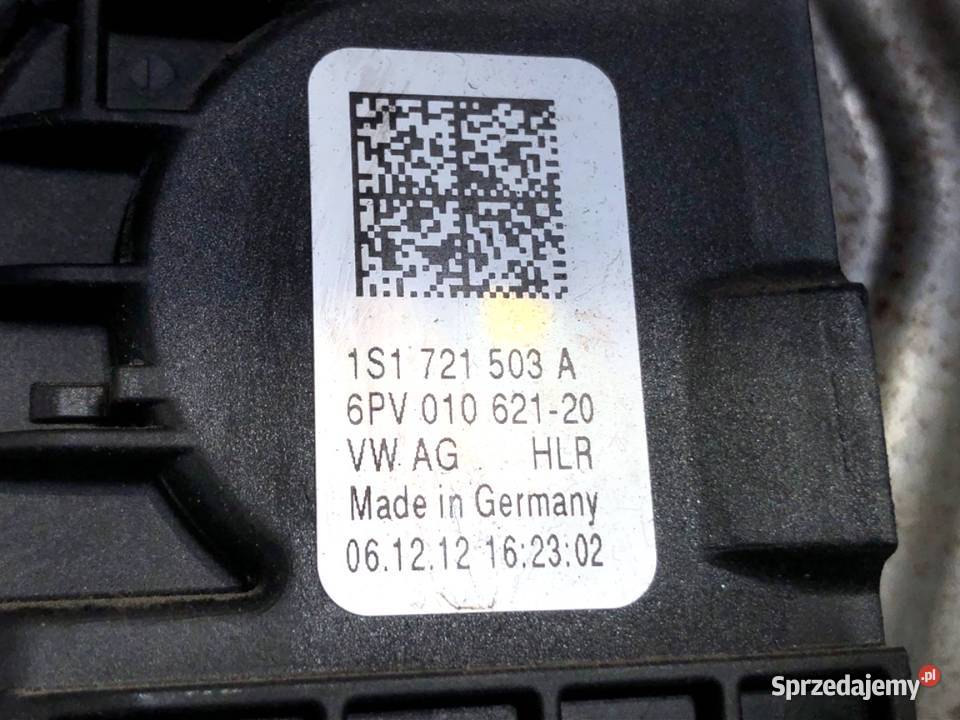 1S1 721 503 A
6PV 010 621-20
VW AG HLR
Made in Germany
06.12.12 16:23:02
Sprzedajemy.pl